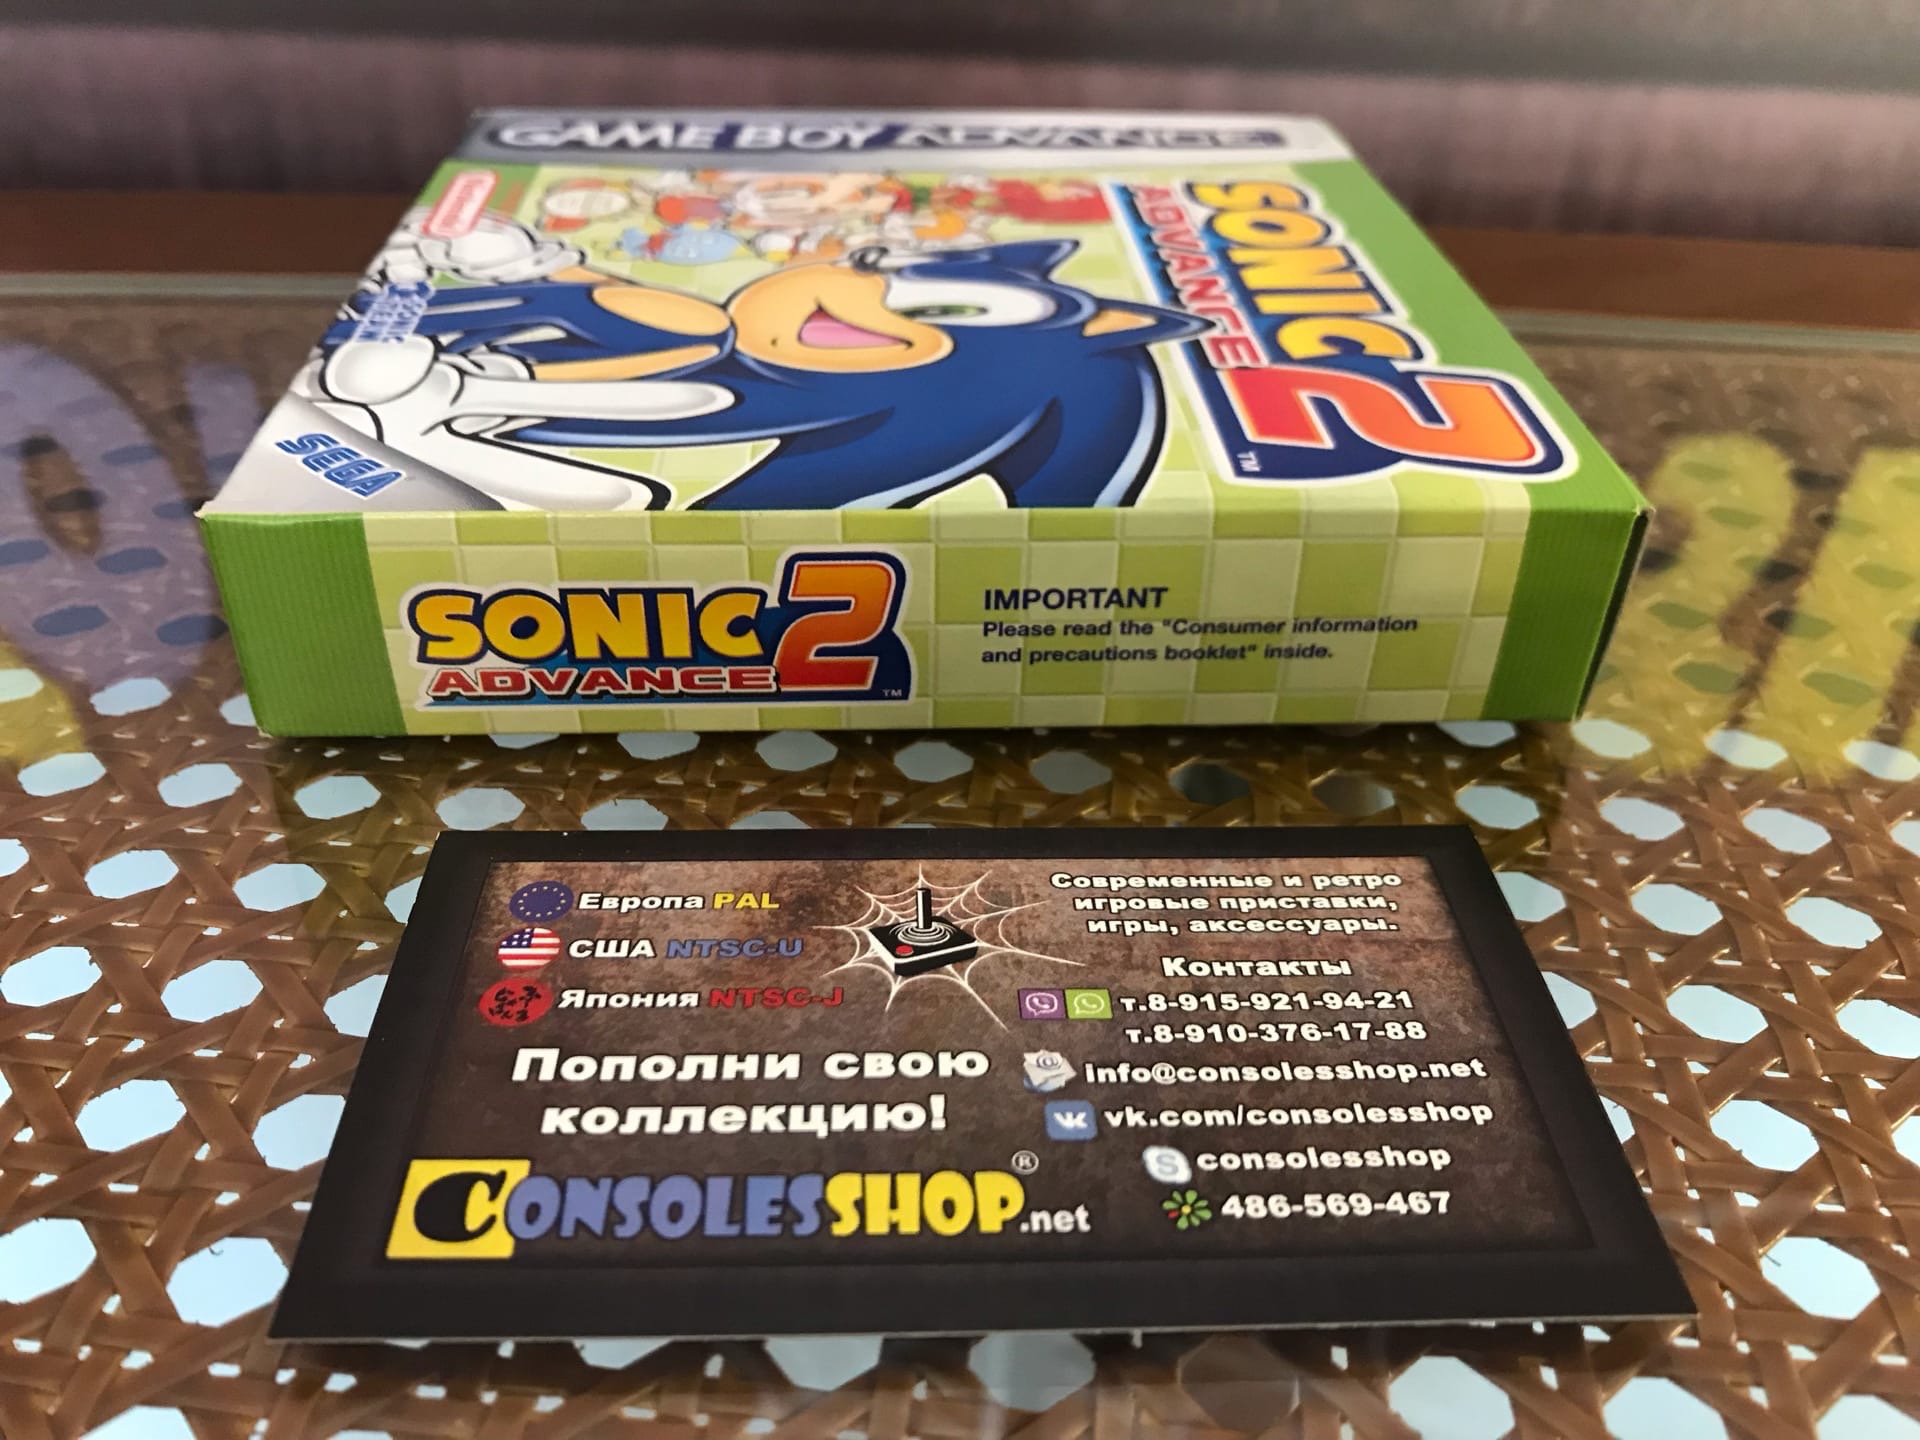 GAME BOY ADVANCE
Nintendo
SONIC
ADVANCE
2
TM
SEGA
SONIC 2
ADVANCE
TM
IMPORTANT
Please read the "Consumer information
and precautions booklet" inside.
Европа PAL
США NTSC-U
Япония NTSC-J
Пополни свою
коллекцию!
CONSOLESSHOP.net
®
Современные и ретро
игровые приставки,
игры, аксессуары.
Контакты
т.8-915-921-94-21
т.8-910-376-17-88
info@consolesshop.net
vk.com/consolesshop
consolesshop
486-569-467